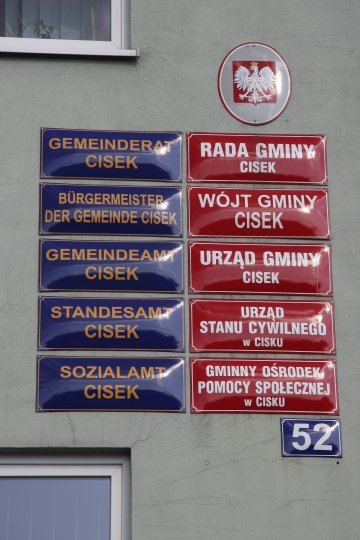 GEMEINDERAT
CISEK
RADA GMINY
CISEK
BÜRGERMEISTER
DER GEMEINDE CISEK
WÓJT GMINY
CISEK
GEMEINDEAMT
CISEK
URZĄD GMINY
CISEK
STANDESAMT
CISEK
URZĄD
STANU CYWILNEGO
w CISKU
SOZIALAMT
CISEK
GMINNY OŚRODEK
POMOCY SPOŁECZNEJ
w CISKU
52